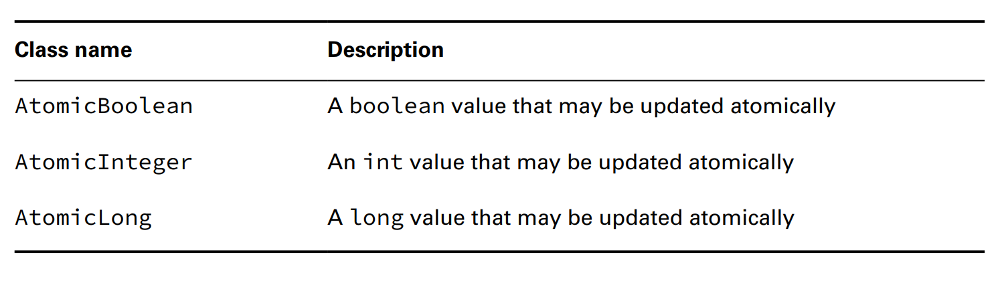 Class name Description
AtomicBoolean A boolean value that may be updated atomically
AtomicInteger An int value that may be updated atomically
AtomicLong A long value that may be updated atomically